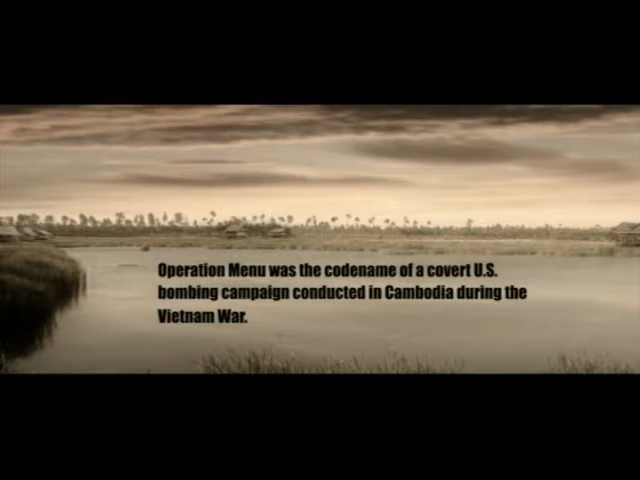 Operation Menu was the codename of a covert U.S.
bombing campaign conducted in Cambodia during the
Vietnam War.